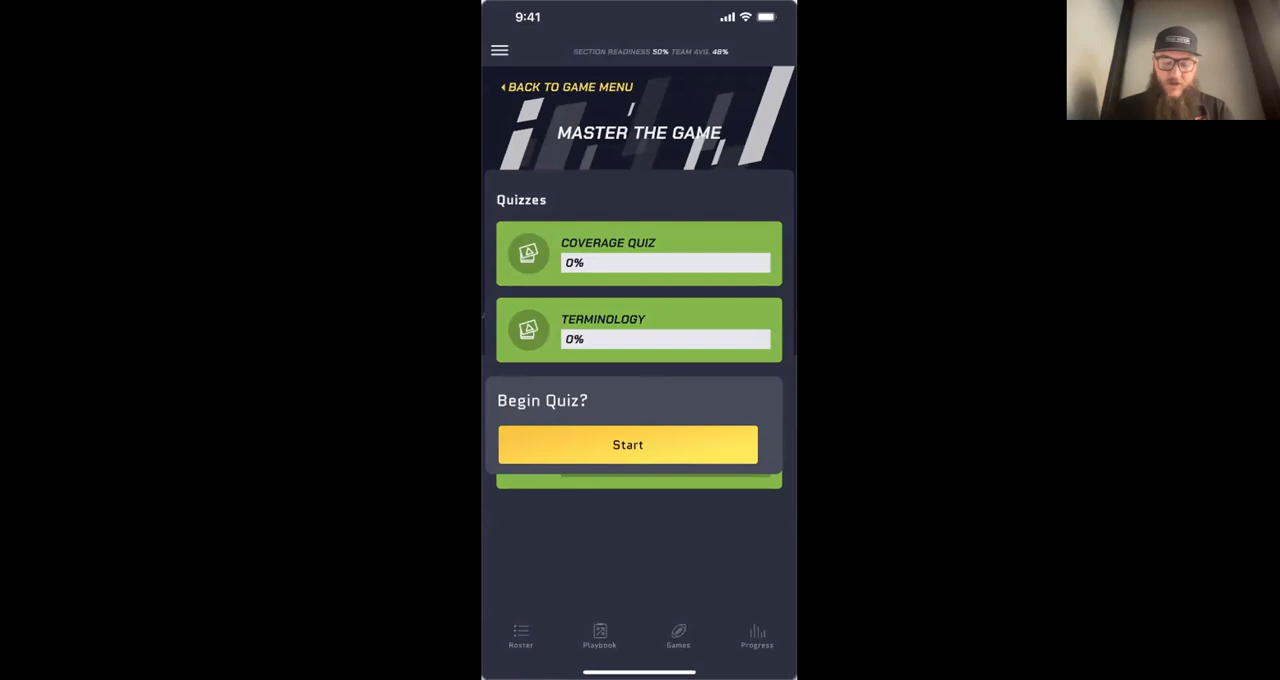 9:41
SECTION READINESS 50% TEAM AVG. 46%
BACK TO GAME MENU
MASTER THE GAME
Quizzes
COVERAGE QUIZ
0%
TERMINOLOGY
0%
Begin Quiz?
Start
Roster Playbook Games Progress